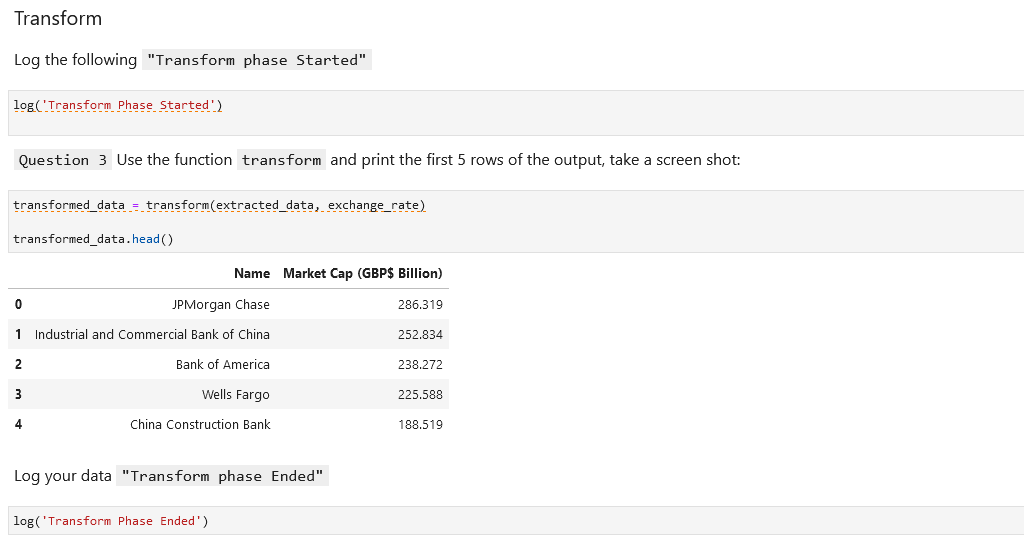 Transform
Log the following "Transform phase Started"
log('Transform Phase Started')
Question 3 Use the function transform and print the first 5 rows of the output, take a screen shot:
transformed_data = transform(extracted_data, exchange_rate)
transformed_data.head()
Name Market Cap (GBP$ Billion)
0 JPMorgan Chase 286.319
1 Industrial and Commercial Bank of China 252.834
2 Bank of America 238.272
3 Wells Fargo 225.588
4 China Construction Bank 188.519
Log your data "Transform phase Ended"
log('Transform Phase Ended')